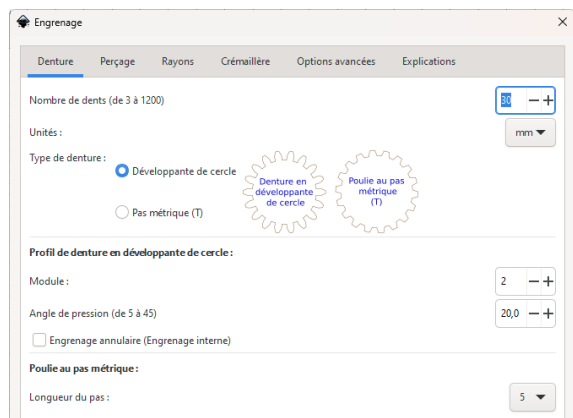 Engrenage
Denture Perçage Rayons Crémaillère Options avancées Explications
Nombre de dents (de 3 à 1200) 30
Unités : mm
Type de denture :
Développante de cercle
Pas métrique (T)
Denture en
développante
de cercle
Poulie au pas
métrique
(T)
Profil de denture en développante de cercle :
Module : 2
Angle de pression (de 5 à 45) 20,0
Engrenage annulaire (Engrenage interne)
Poulie au pas métrique :
Longueur du pas : 5